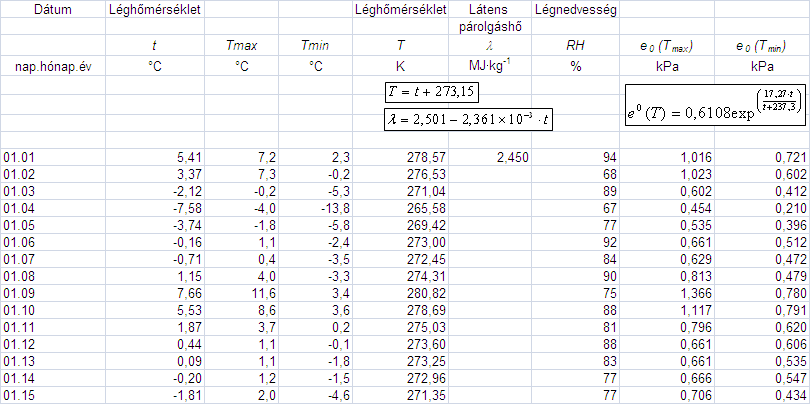 Dátum Léghőmérséklet Léghőmérséklet Látens Légnedvesség
párolgáshő
t Tmax Tmin T λ RH e 0 (T max) e 0 (T min)
nap.hónap.év °C °C °C K MJ·kg-1 % kPa kPa
T = t + 273,15
λ = 2,501 − 2,361×10⁻³ · t
e⁰(T) = 0,6108exp^(17,27·t / t+237,3)
01.01 5,41 7,2 2,3 278,57 2,450 94 1,016 0,721
01.02 3,37 7,3 -0,2 276,53 68 1,023 0,602
01.03 -2,12 -0,2 -5,3 271,04 89 0,602 0,412
01.04 -7,58 -4,0 -13,8 265,58 67 0,454 0,210
01.05 -3,74 -1,8 -5,8 269,42 77 0,535 0,396
01.06 -0,16 1,1 -2,4 273,00 92 0,661 0,512
01.07 -0,71 0,4 -3,5 272,45 84 0,629 0,472
01.08 1,15 4,0 -3,3 274,31 90 0,813 0,479
01.09 7,66 11,6 3,4 280,82 75 1,366 0,780
01.10 5,53 8,6 3,6 278,69 88 1,117 0,791
01.11 1,87 3,7 0,2 275,03 81 0,796 0,620
01.12 0,44 1,1 -0,1 273,60 88 0,661 0,606
01.13 0,09 1,1 -1,8 273,25 83 0,661 0,535
01.14 -0,20 1,2 -1,5 272,96 77 0,666 0,547
01.15 -1,81 2,0 -4,6 271,35 77 0,706 0,434